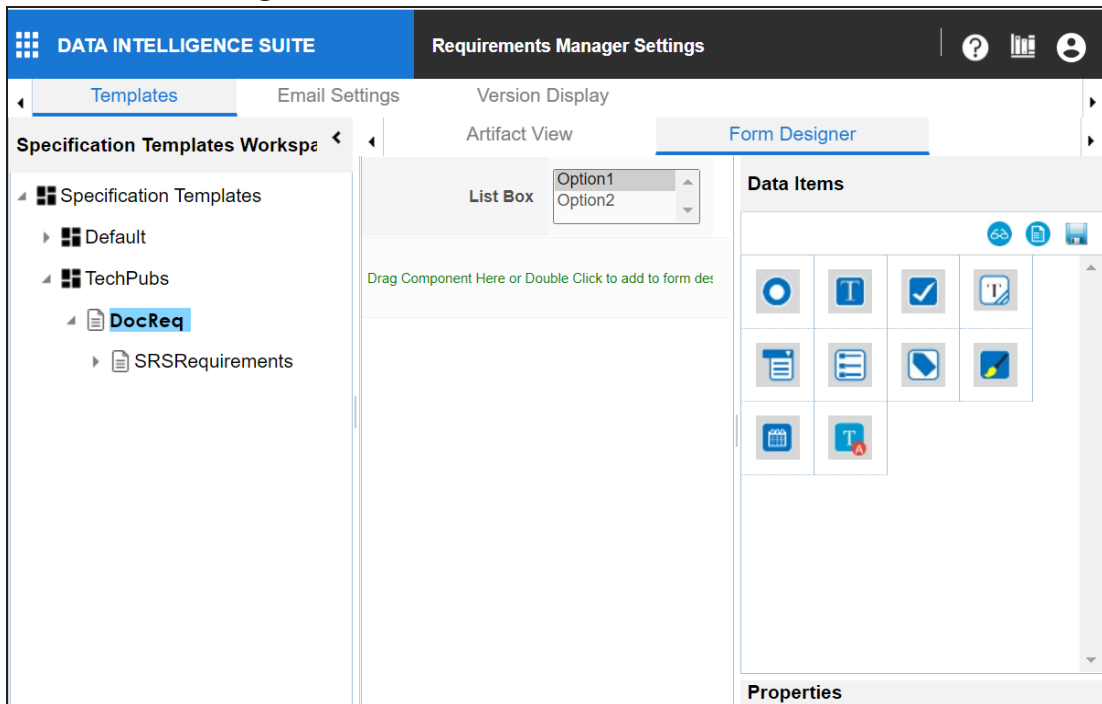 DATA INTELLIGENCE SUITE
Requirements Manager Settings
Templates
Email Settings
Version Display
Specification Templates Workspa
Artifact View
Form Designer
Specification Templates
Default
TechPubs
DocReq
SRSRequirements
List Box
Option1
Option2
Drag Component Here or Double Click to add to form des
Data Items
Properties